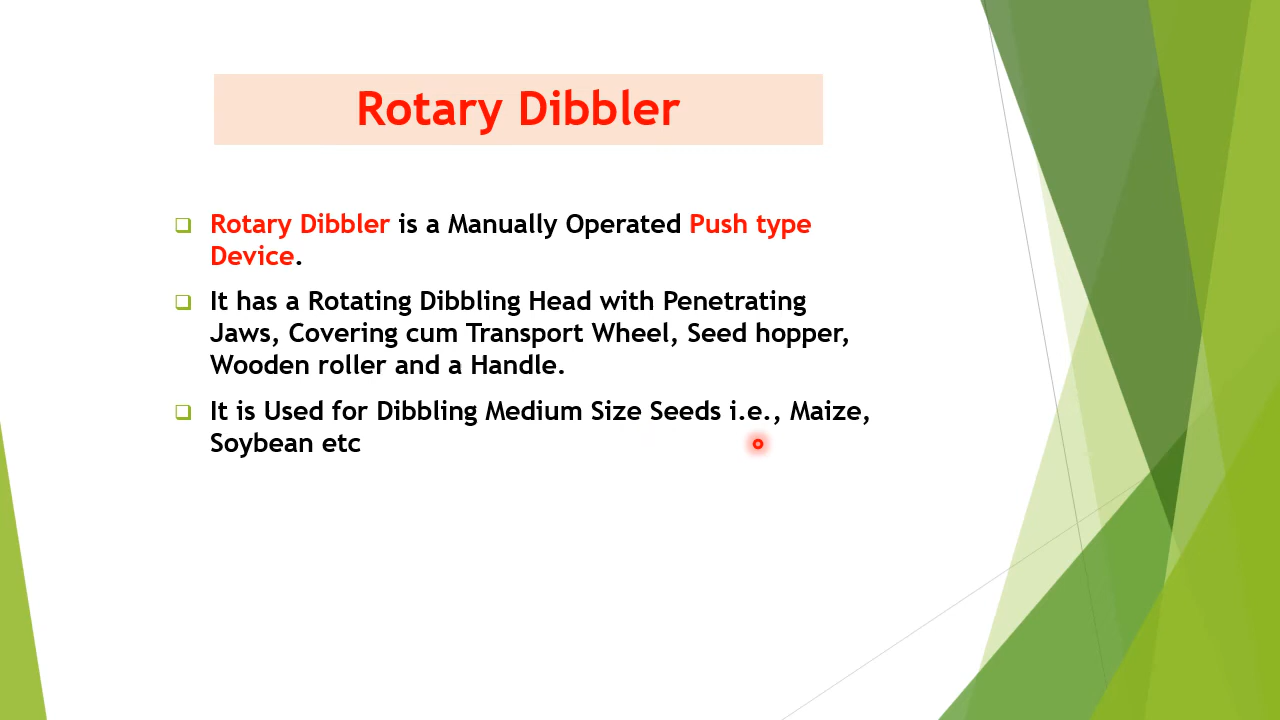 Rotary Dibbler
Rotary Dibbler is a Manually Operated Push type
Device.
It has a Rotating Dibbling Head with Penetrating
Jaws, Covering cum Transport Wheel, Seed hopper,
Wooden roller and a Handle.
It is Used for Dibbling Medium Size Seeds i.e., Maize,
Soybean etc